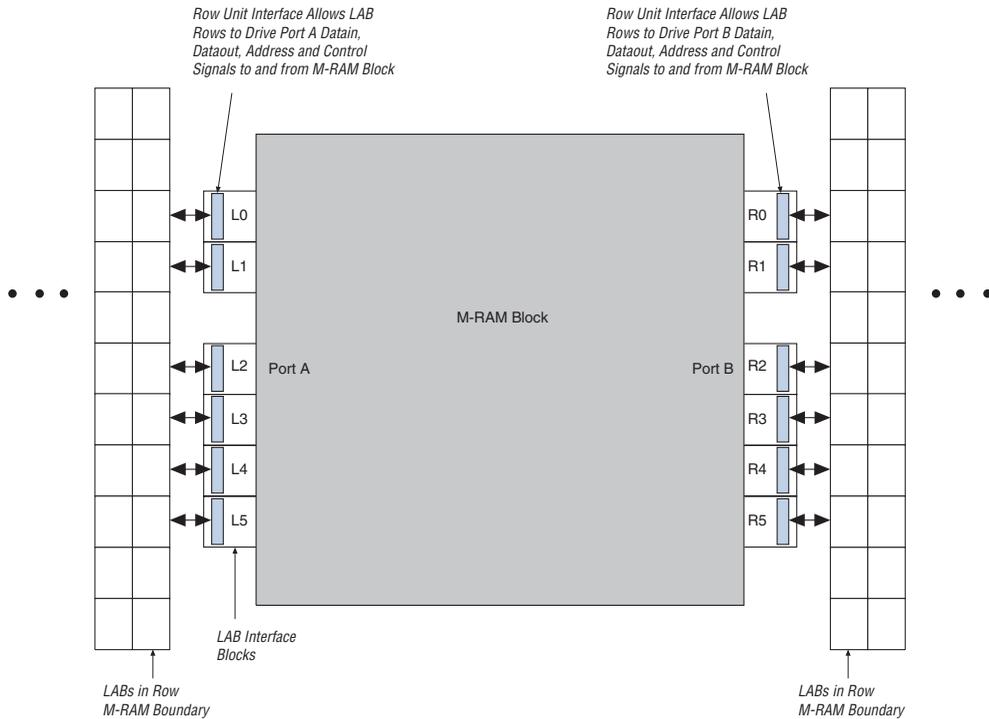 Row Unit Interface Allows LAB
Rows to Drive Port A Datain,
Dataout, Address and Control
Signals to and from M-RAM Block
Row Unit Interface Allows LAB
Rows to Drive Port B Datain,
Dataout, Address and Control
Signals to and from M-RAM Block
L0
R0
L1
R1
M-RAM Block
L2
Port A
Port B
R2
L3
R3
L4
R4
L5
R5
LAB Interface
Blocks
LABs in Row
M-RAM Boundary
LABs in Row
M-RAM Boundary